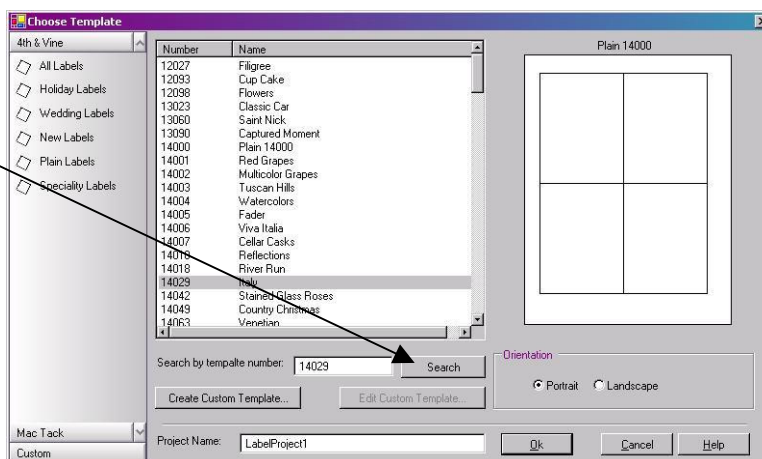 Choose Template
4th & Vine
All Labels
Holiday Labels
Wedding Labels
New Labels
Plain Labels
Speciality Labels
Mac Tack
Custom
Number Name
12027 Filigree
12093 Cup Cake
12098 Flowers
13023 Classic Car
13060 Saint Nick
13090 Captured Moment
14000 Plain 14000
14001 Red Grapes
14002 Multicolor Grapes
14003 Tuscan Hills
14004 Watercolors
14005 Fader
14006 Viva Italia
14007 Cellar Casks
14010 Reflections
14018 River Run
14029 Italy
14042 Stained Glass Roses
14049 Country Christmas
14063 Venetian
Search by tempalte number: 14029 Search
Create Custom Template... Edit Custom Template...
Project Name: LabelProject1
Plain 14000
Orientation
Portrait Landscape
Ok Cancel Help